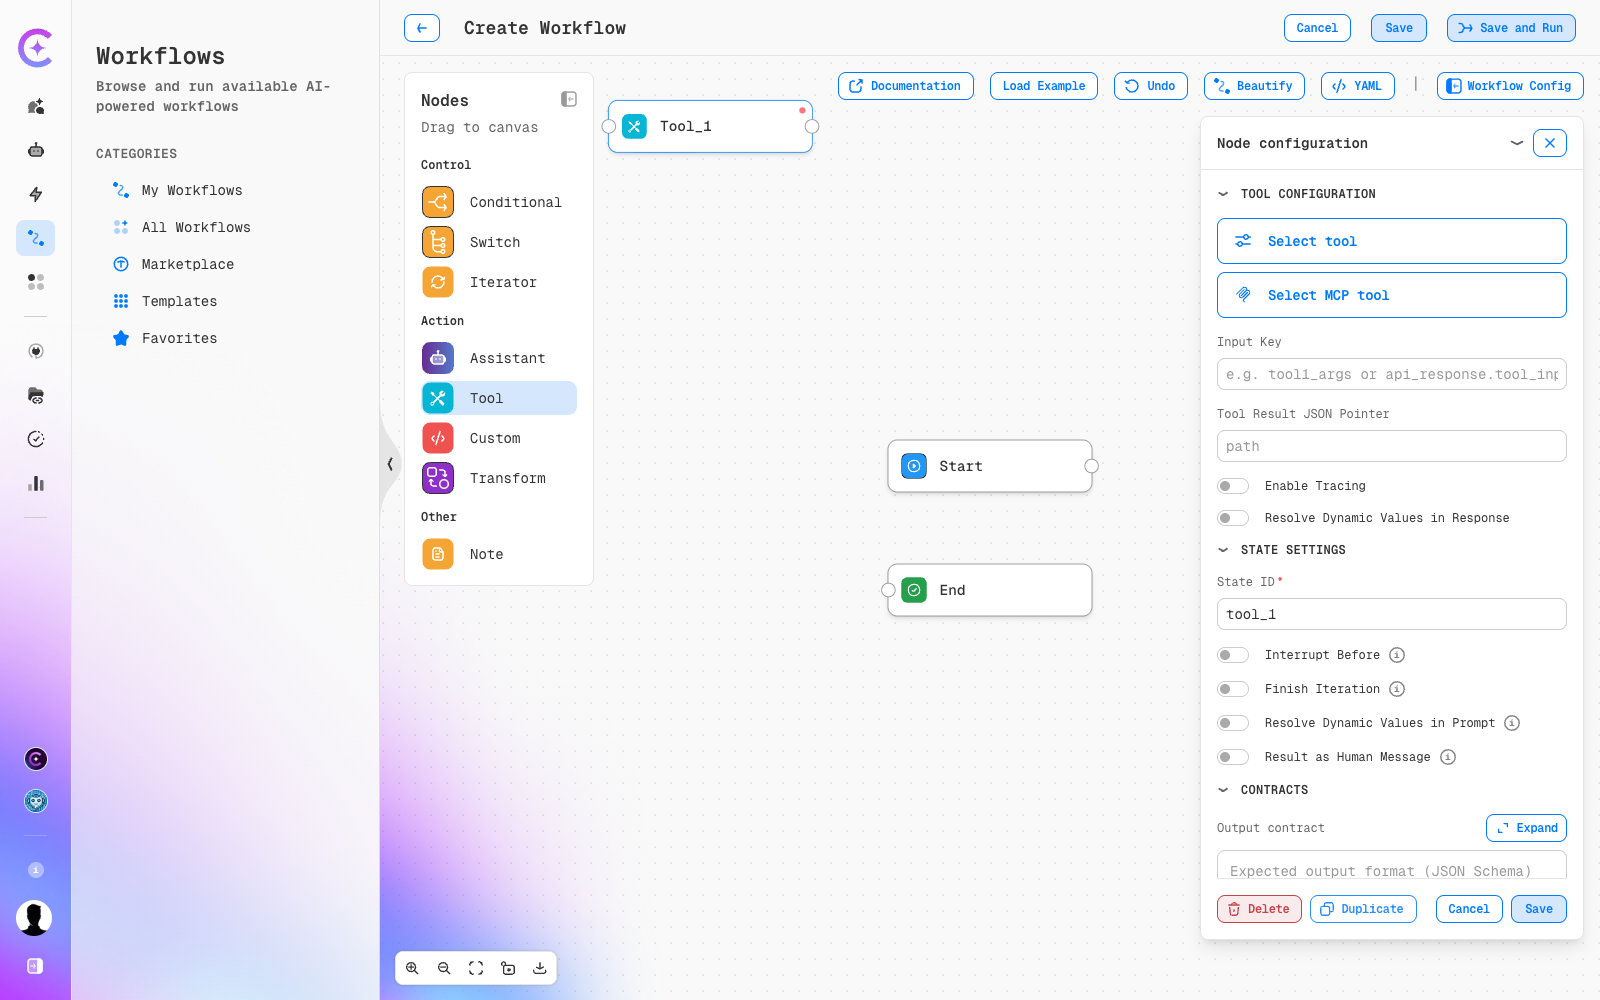 Workflows
Browse and run available AI-
powered workflows
CATEGORIES
My Workflows
All Workflows
Marketplace
Templates
Favorites
Create Workflow
Cancel
Save
Save and Run
Nodes
Drag to canvas
Control
Conditional
Switch
Iterator
Action
Assistant
Tool
Custom
Transform
Other
Note
Tool_1
Start
End
Documentation
Load Example
Undo
Beautify
YAML
Workflow Config
Node configuration
TOOL CONFIGURATION
Select tool
Select MCP tool
Input Key
e.g. tool1_args or api_response.tool_inp
Tool Result JSON Pointer
path
Enable Tracing
Resolve Dynamic Values in Response
STATE SETTINGS
State ID*
tool_1
Interrupt Before
Finish Iteration
Resolve Dynamic Values in Prompt
Result as Human Message
CONTRACTS
Output contract
Expand
Expected output format (JSON Schema)
Delete
Duplicate
Cancel
Save